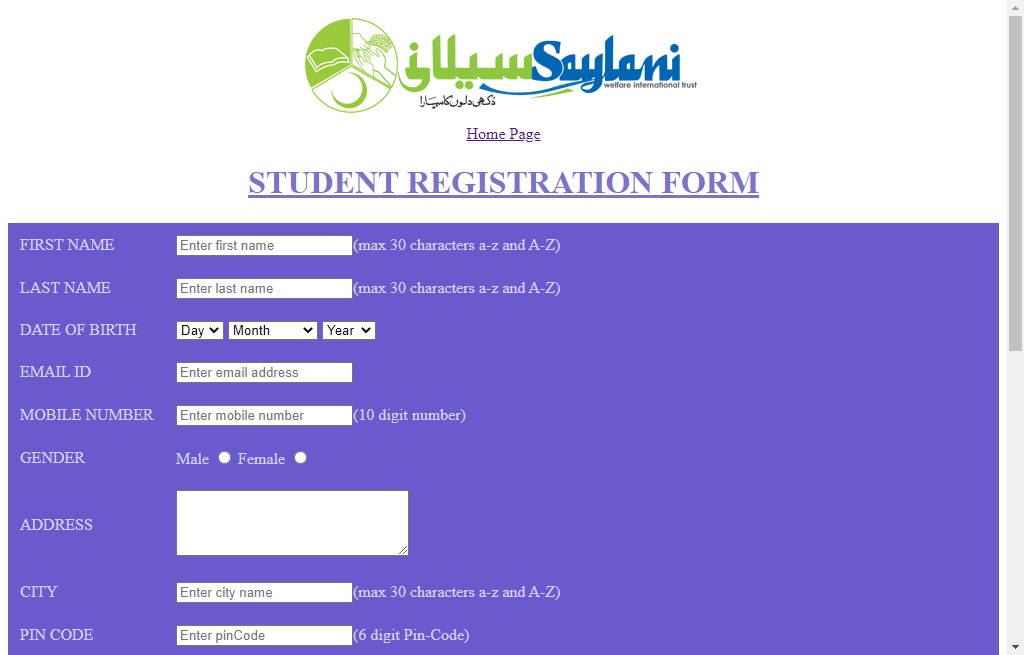 سیلانی Saylani
welfare international trust
دُکھی دلوں کا سہارا
Home Page
STUDENT REGISTRATION FORM
FIRST NAME Enter first name (max 30 characters a-z and A-Z)
LAST NAME Enter last name (max 30 characters a-z and A-Z)
DATE OF BIRTH Day Month Year
EMAIL ID Enter email address
MOBILE NUMBER Enter mobile number (10 digit number)
GENDER Male Female
ADDRESS
CITY Enter city name (max 30 characters a-z and A-Z)
PIN CODE Enter pinCode (6 digit Pin-Code)